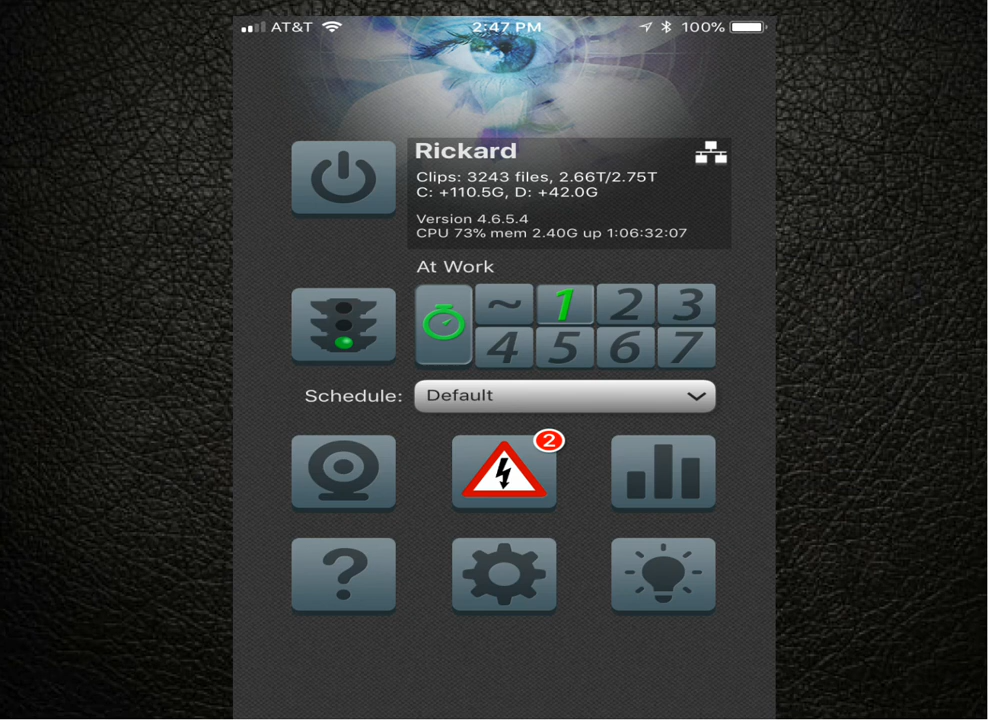 AT&T 2:47 PM 100%
Rickard
Clips: 3243 files, 2.66T/2.75T
C: +110.5G, D: +42.0G
Version 4.6.5.4
CPU 73% mem 2.40G up 1:06:32:07
At Work
~ 1 2 3
4 5 6 7
Schedule: Default
2
?